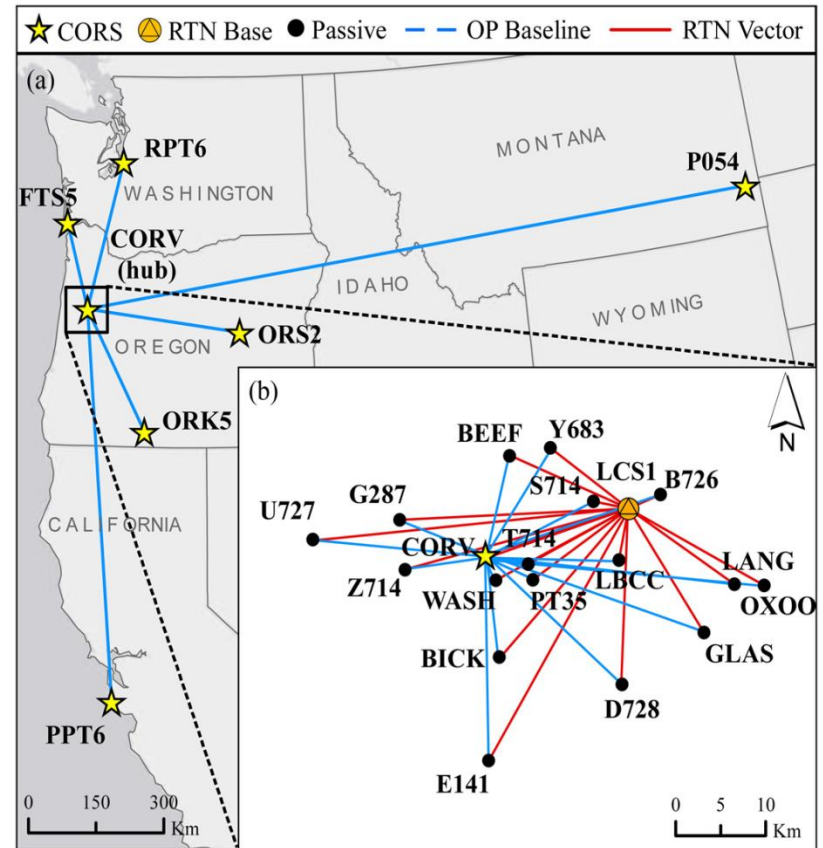 CORS RTN Base Passive OP Baseline RTN Vector
(a)
RPT6
MONTANA
P054
WASHINGTON
FTS5
CORV
(hub)
IDAHO
WYOMING
ORS2
OREGON
ORK5
CALIFORNIA
PPT6
0 150 300
Km
(b)
N
BEEF
Y683
LCS1
B726
S714
G287
U727
CORV
T714
LANG
Z714
LBCC
OXOO
WASH
PT35
GLAS
BICK
D728
E141
0 5 10
Km